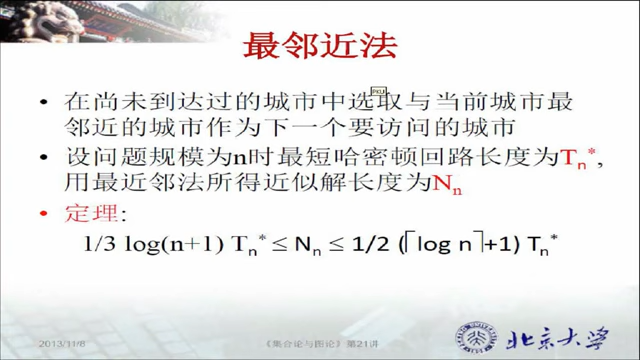 最邻近法
• 在尚未到达过的城市中选取与当前城市最
邻近的城市作为下一个要访问的城市
• 设问题规模为n时最短哈密顿回路长度为Tn*,
用最近邻法所得近似解长度为Nn
• 定理:
1/3 log(n+1) Tn* ≤ Nn ≤ 1/2 (⌈log n⌉+1) Tn*
2013/11/8
《集合论与图论》第21讲
北京大学